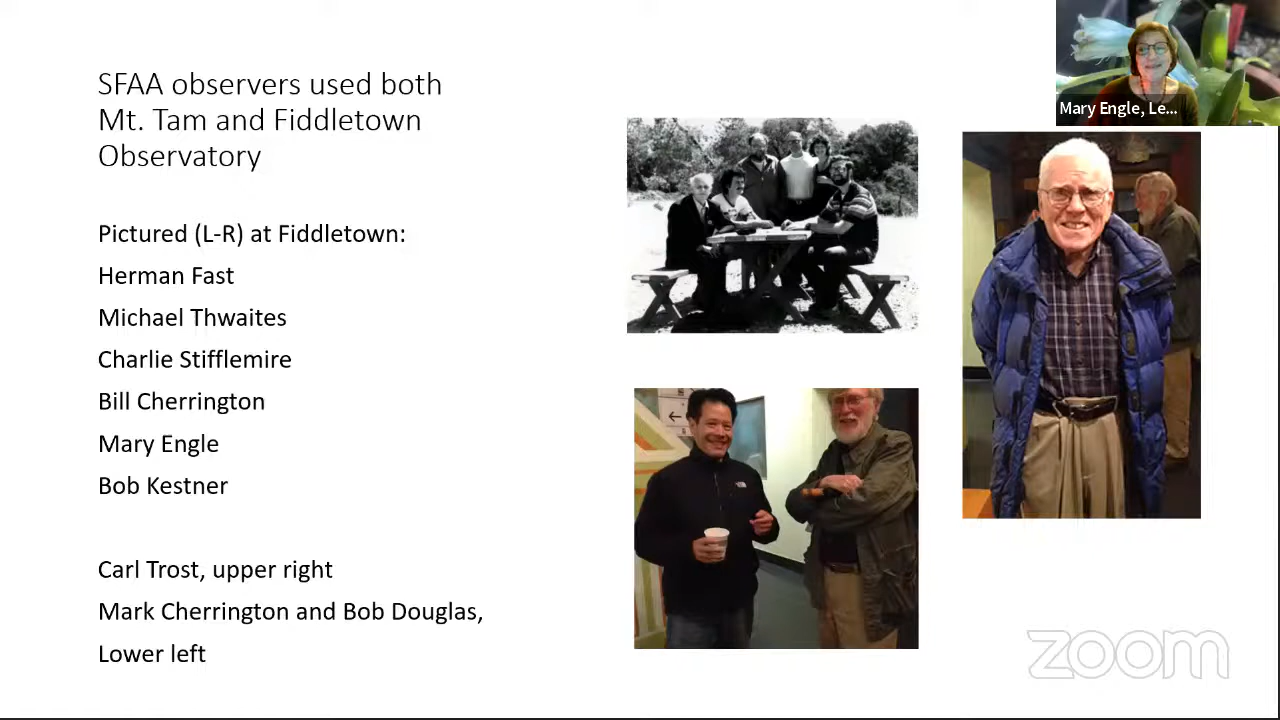 SFAA observers used both
Mt. Tam and Fiddletown
Observatory
Pictured (L-R) at Fiddletown:
Herman Fast
Michael Thwaites
Charlie Stifflemire
Bill Cherrington
Mary Engle
Bob Kestner
Carl Trost, upper right
Mark Cherrington and Bob Douglas,
Lower left
Mary Engle, Le...
zoom